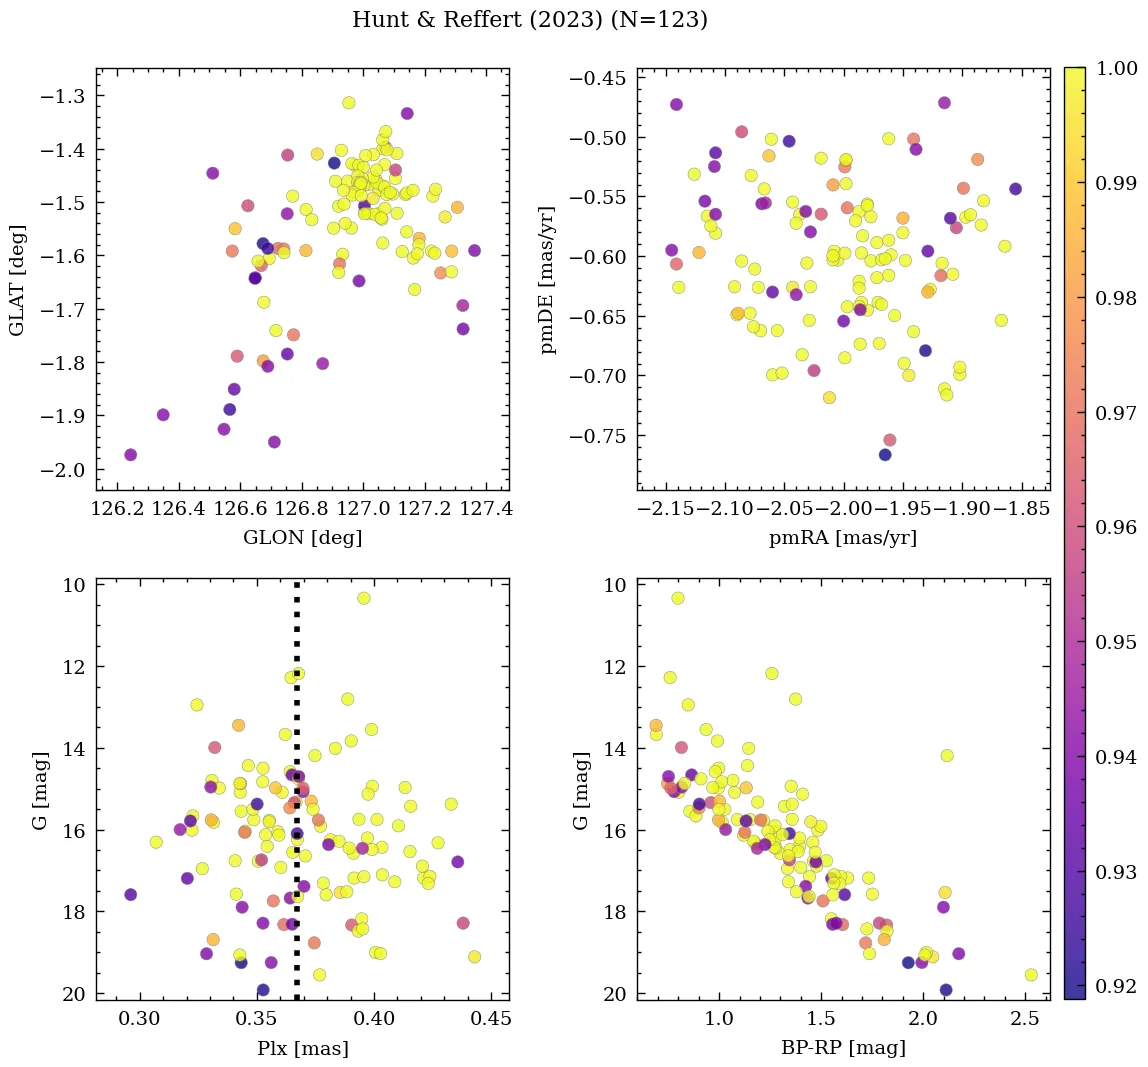 Hunt & Reffert (2023) (N=123)
−1.3
−1.4
−1.5
−1.6
−1.7
−1.8
−1.9
−2.0
GLAT [deg]
126.2 126.4 126.6 126.8 127.0 127.2 127.4
GLON [deg]
−0.45
−0.50
−0.55
−0.60
−0.65
−0.70
−0.75
pmDE [mas/yr]
−2.15 −2.10 −2.05 −2.00 −1.95 −1.90 −1.85
pmRA [mas/yr]
10
12
14
16
18
20
G [mag]
0.30 0.35 0.40 0.45
Plx [mas]
10
12
14
16
18
20
G [mag]
1.0 1.5 2.0 2.5
BP-RP [mag]
1.00
0.99
0.98
0.97
0.96
0.95
0.94
0.93
0.92